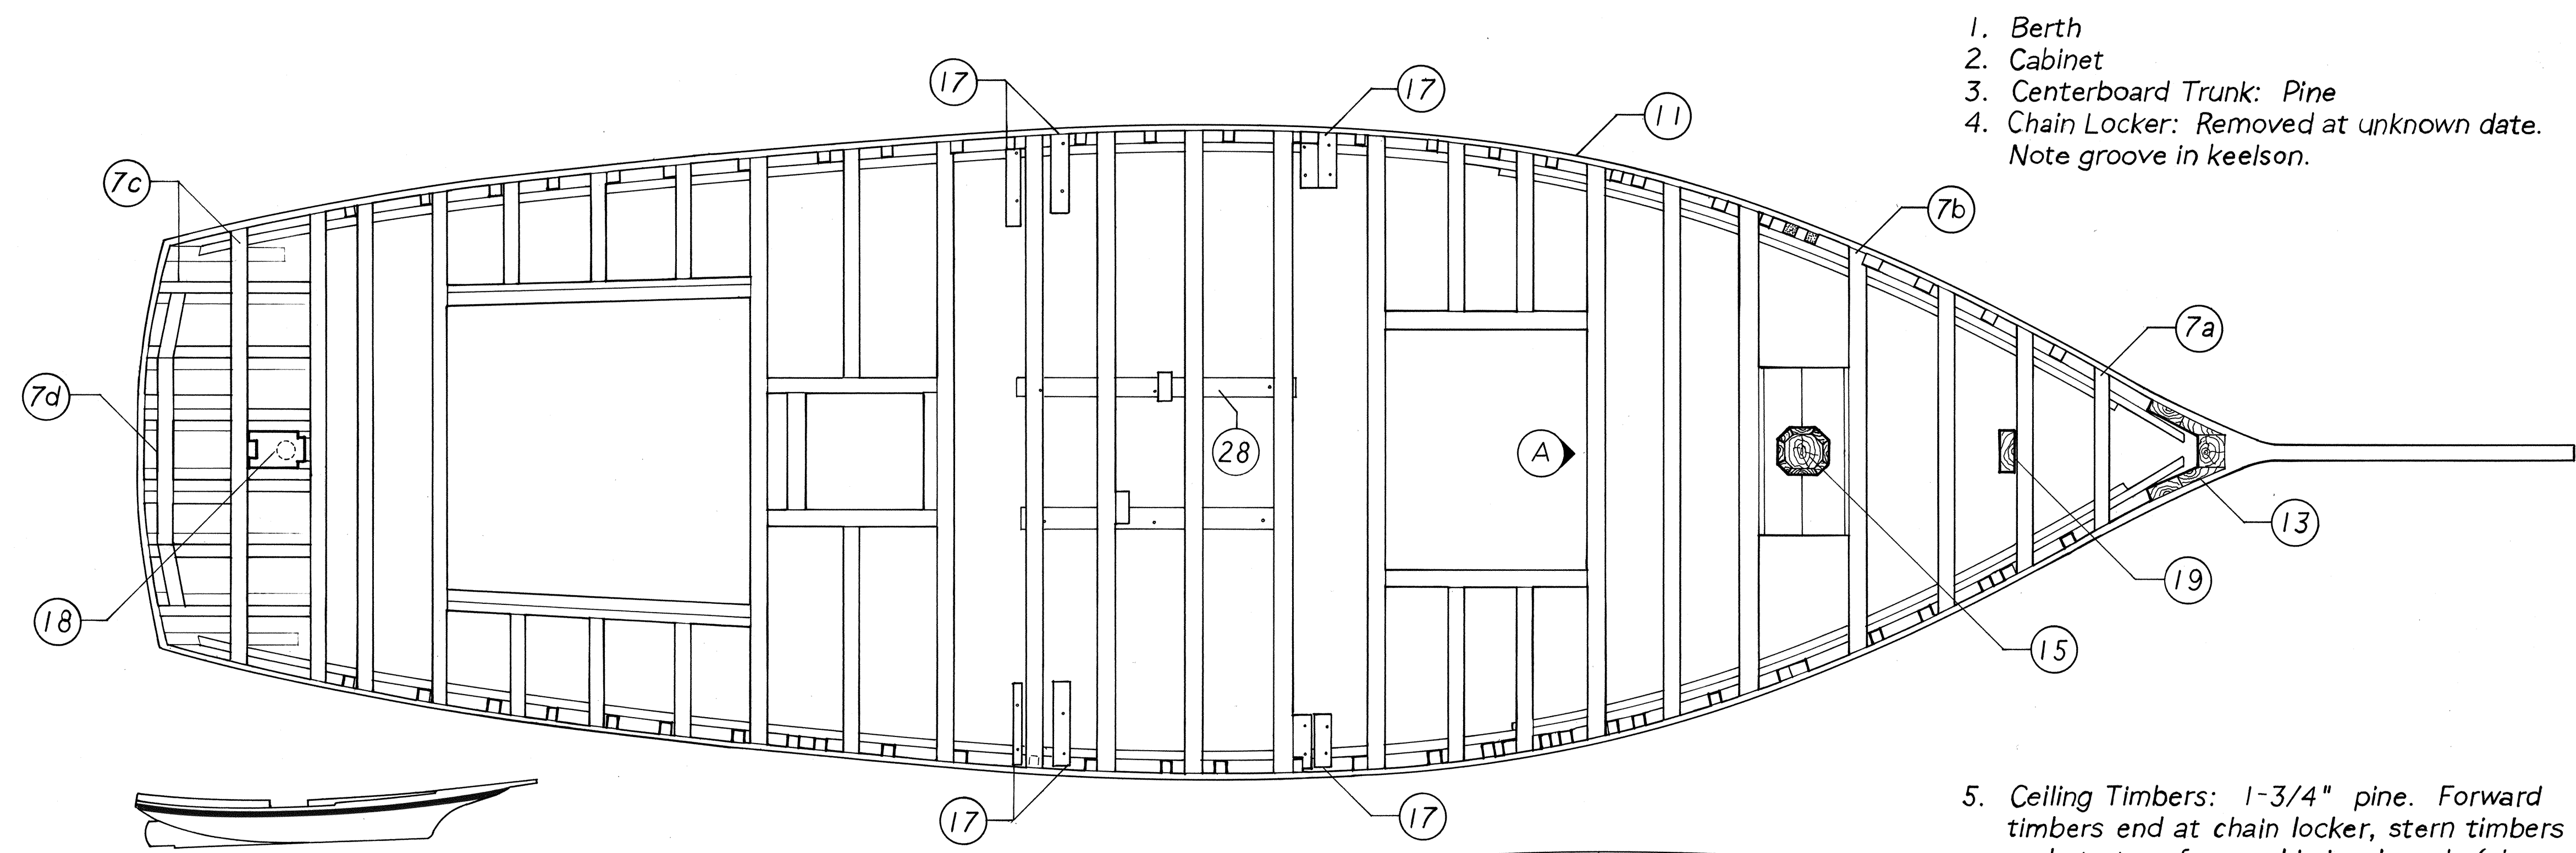 1. Berth
2. Cabinet
3. Centerboard Trunk: Pine
4. Chain Locker: Removed at unknown date.
Note groove in keelson.
17
17
11
7c
7b
7a
7d
28
A
13
19
18
15
17
17
5. Ceiling Timbers: 1-3/4" pine. Forward
timbers end at chain locker, stern timbers